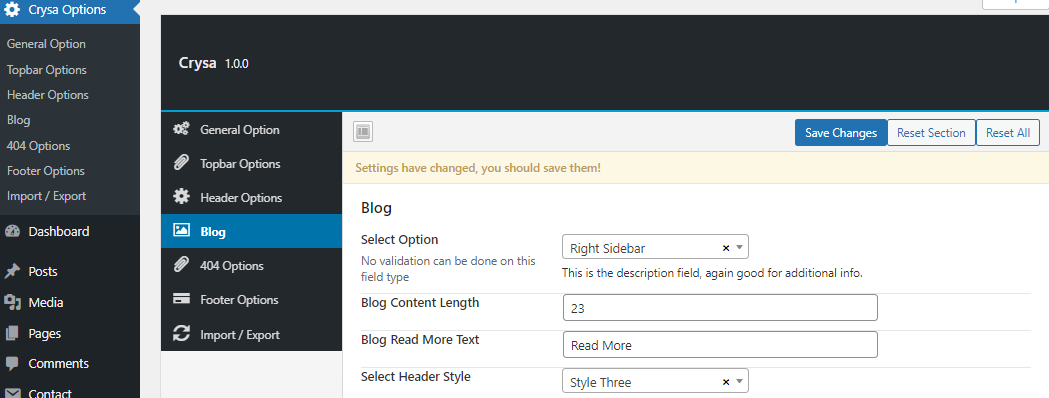 Crysa Options
General Option
Topbar Options
Header Options
Blog
404 Options
Footer Options
Import / Export
Dashboard
Posts
Media
Pages
Comments
Contact
Crysa 1.0.0
General Option
Topbar Options
Header Options
Blog
404 Options
Footer Options
Import / Export
Save Changes
Reset Section
Reset All
Settings have changed, you should save them!
Blog
Select Option
No validation can be done on this
field type
Right Sidebar
This is the description field, again good for additional info.
Blog Content Length
23
Blog Read More Text
Read More
Select Header Style
Style Three